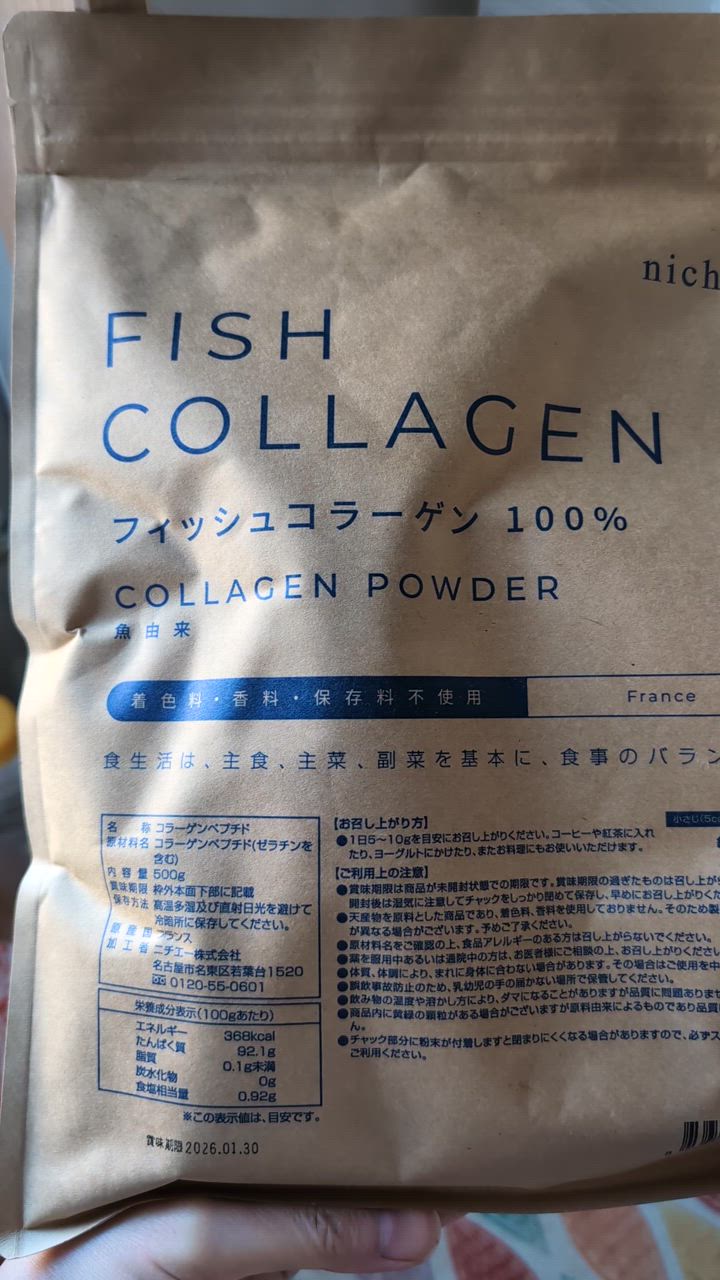 nich
FISH
COLLAGEN
フィッシュコラーゲン 100%
COLLAGEN POWDER
魚由来
着色料・香料・保存料不使用
France
食生活は、主食、主菜、副菜を基本に、食事のバラン
名 称 コラーゲンペプチド
原材料名 コラーゲンペプチド(ゼラチンを
含む)
内容量 500g
賞味期限 枠外本面下部に記載
保存方法 高温多湿及び直射日光を避けて
冷暗所に保存してください。
原産国 フランス
加工者 ニチエー株式会社
名古屋市名東区若葉台1520
0120-55-0601
栄養成分表示(100gあたり)
エネルギー 368kcal
たんぱく質 92.1g
脂質 0.1g未満
炭水化物 0g
食塩相当量 0.92g
※この表示値は、目安です。
賞味期限2026.01.30
【お召し上がり方】
小さじ(5cc
●1日5～10gを目安にお召し上がりください。コーヒーや紅茶に入れ
たり、ヨーグルトにかけたり、またお料理にもお使いいただけます。
【ご利用上の注意】
●賞味期限は商品が未開封状態での期限です。賞味期限の過ぎたものは召し上が
開封後は湿気に注意してチャックをしっかり閉めて保存し、早めにお召し上がりくだ
●天産物を原料とした商品であり、着色料、香料を使用しておりません。そのため製
が異なる場合がございます。予めご了承ください。
●原材料名をご確認の上、食品アレルギーのある方は召し上がらないでください。
●薬を服用中あるいは通院中の方は、お医者様にご相談の上、お召し上がりください
●体質、体調により、まれに身体に合わない場合があります。その場合はご使用を中
●誤飲事故防止のため、乳幼児の手の届かない場所で保管してください。
●飲み物の温度や溶かし方により、ダマになることがありますが品質に問題ありませ
●商品内に黄緑の顆粒がある場合がございますが原料由来によるものであり品質
ん。
●チャック部分に粉末が付着しますと閉まりにくくなる場合がありますので、必ずス
ご利用ください。